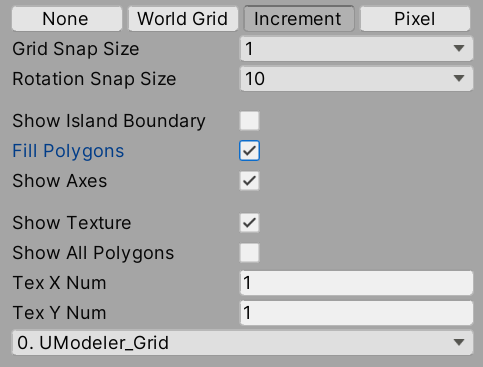 None World Grid Increment Pixel
Grid Snap Size 1
Rotation Snap Size 10
Show Island Boundary
Fill Polygons
Show Axes
Show Texture
Show All Polygons
Tex X Num 1
Tex Y Num 1
0. UModeler_Grid